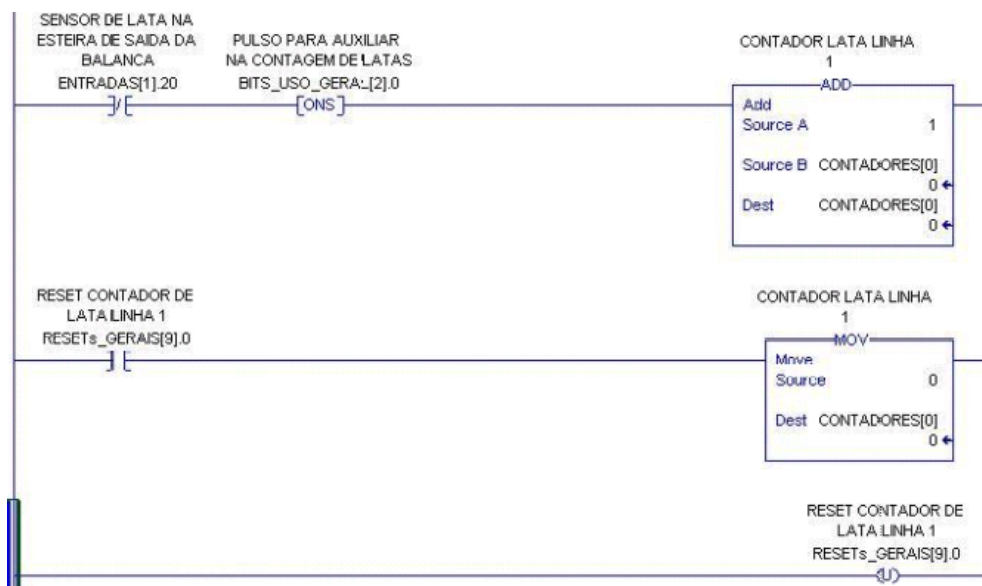 SENSOR DE LATA NA
ESTEIRA DE SAIDA DA
BALANCA
ENTRADAS[1].20
PULSO PARA AUXILIAR
NA CONTAGEM DE LATAS
BITS_USO_GERAL[2].0
ONS
CONTADOR LATA LINHA
1
ADD
Add
Source A 1
Source B CONTADORES[0]
0
Dest CONTADORES[0]
0
RESET CONTADOR DE
LATA LINHA 1
RESETs_GERAIS[9].0
CONTADOR LATA LINHA
1
MOV
Move
Source 0
Dest CONTADORES[0]
0
RESET CONTADOR DE
LATA LINHA 1
RESETs_GERAIS[9].0
U